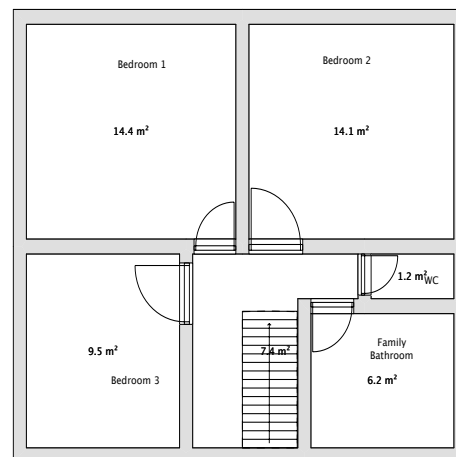 Bedroom 1
14.4 m²
Bedroom 2
14.1 m²
1.2 m²
WC
9.5 m²
Bedroom 3
7.4 m²
Family
Bathroom
6.2 m²